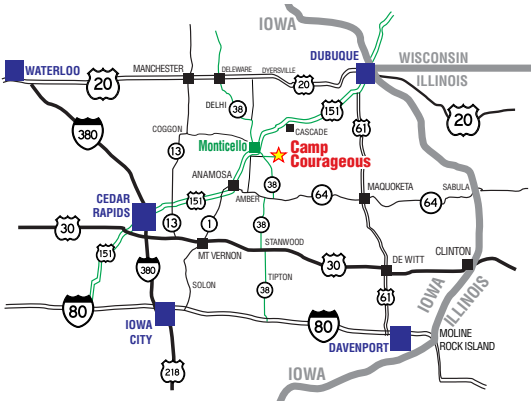 IOWA
WATERLOO
MANCHESTER
DELEWARE
DYERSVILLE
DUBUQUE
WISCONSIN
ILLINOIS
20
20
20
380
DELHI
38
151
61
COGGON
13
Monticello
CASCADE
Camp
Courageous
ANAMOSA
AMBER
38
64
MAQUOKETA
64
SABULA
CEDAR
RAPIDS
151
30
13
1
38
STANWOOD
MT VERNON
151
380
30
DE WITT
CLINTON
SOLON
TIPTON
38
61
IOWA
ILLINOIS
80
IOWA
CITY
80
DAVENPORT
MOLINE
ROCK ISLAND
218
IOWA